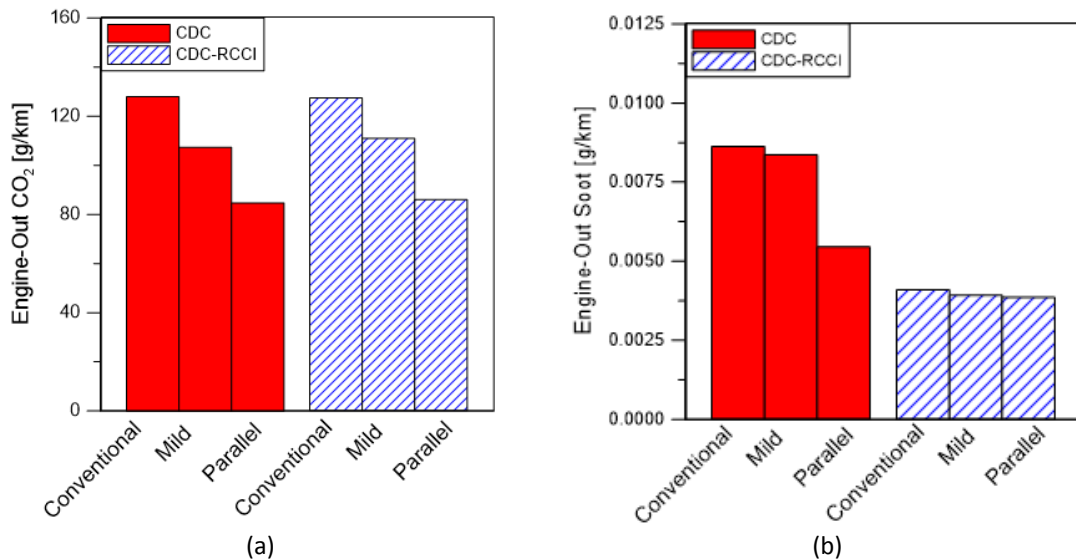 160
120
80
40
0
Engine-Out CO₂ [g/km]
CDC
CDC-RCCI
Conventional
Mild
Parallel
Conventional
Mild
Parallel
(a)
0.0125
0.0100
0.0075
0.0050
0.0025
0.0000
Engine-Out Soot [g/km]
CDC
CDC-RCCI
Conventional
Mild
Parallel
Conventional
Mild
Parallel
(b)